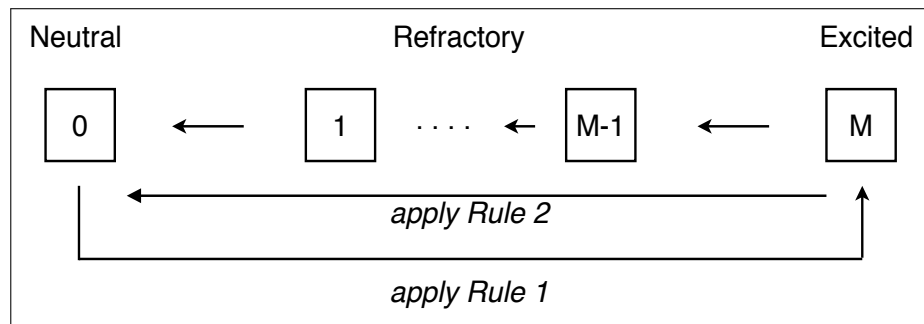 Neutral Refractory Excited
0 1 . . . . M-1 M
apply Rule 2
apply Rule 1